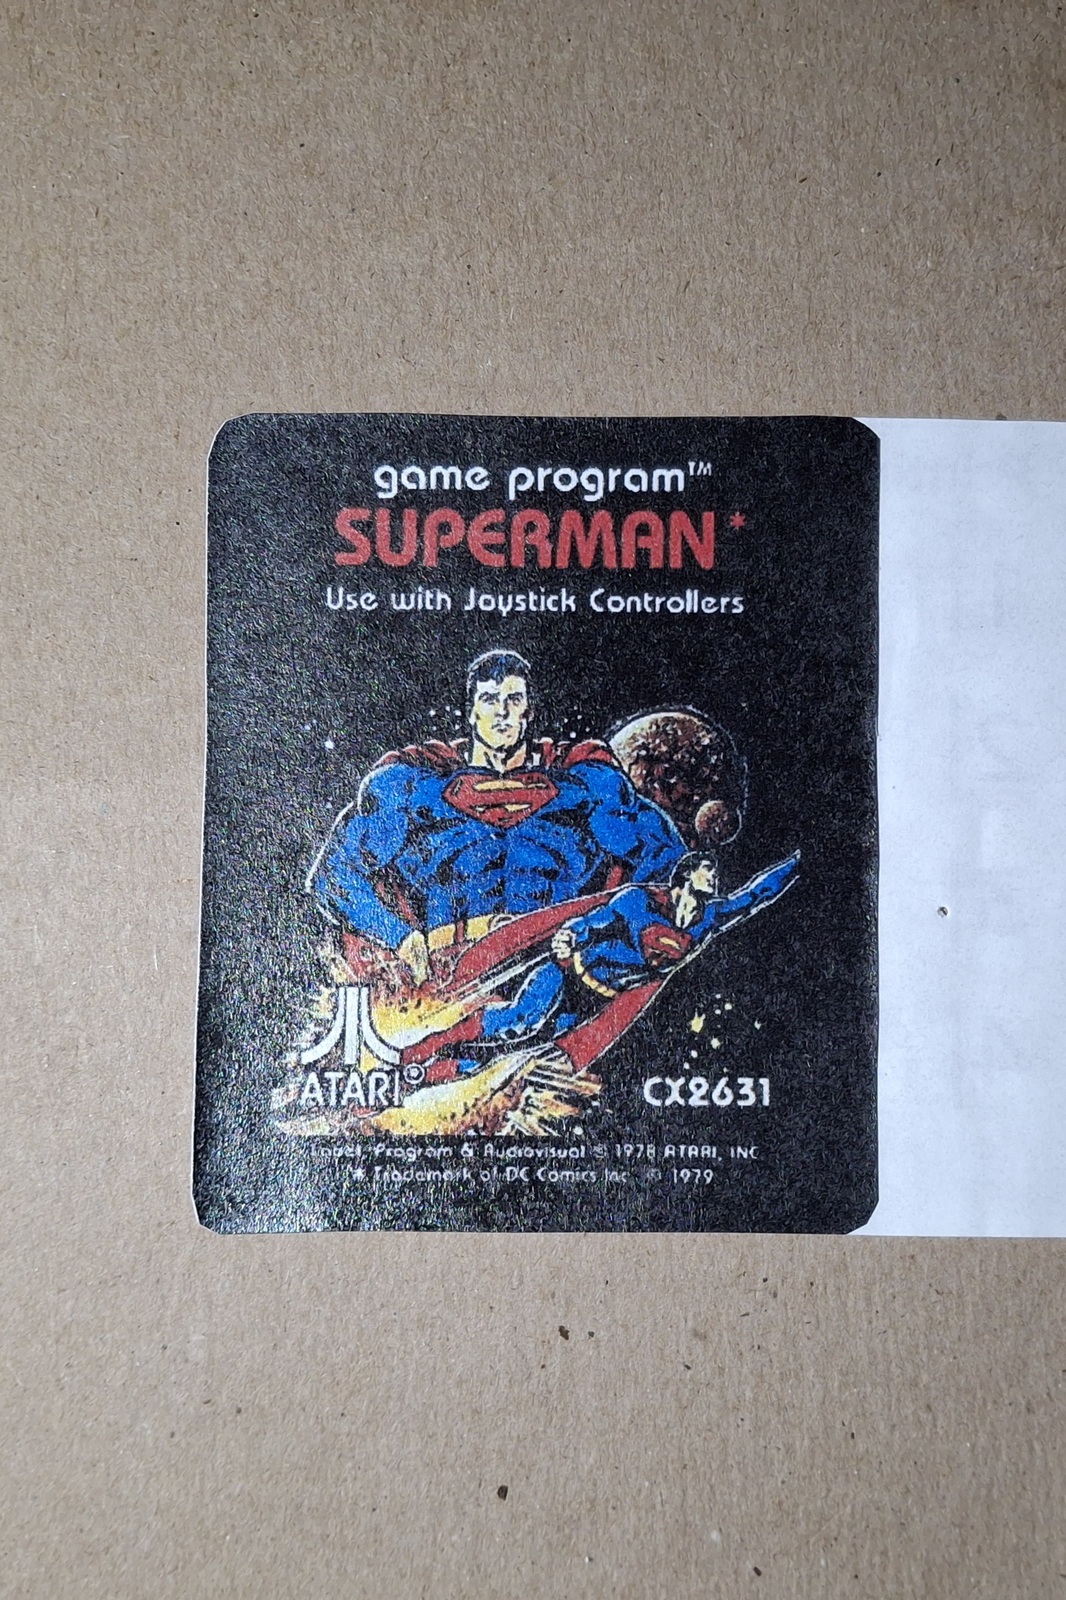 game program™
SUPERMAN*
Use with Joystick Controllers
ATARI®
CX2631
Label, Program & Audiovisual © 1978 ATARI, INC
* Trademark of DC Comics Inc © 1979